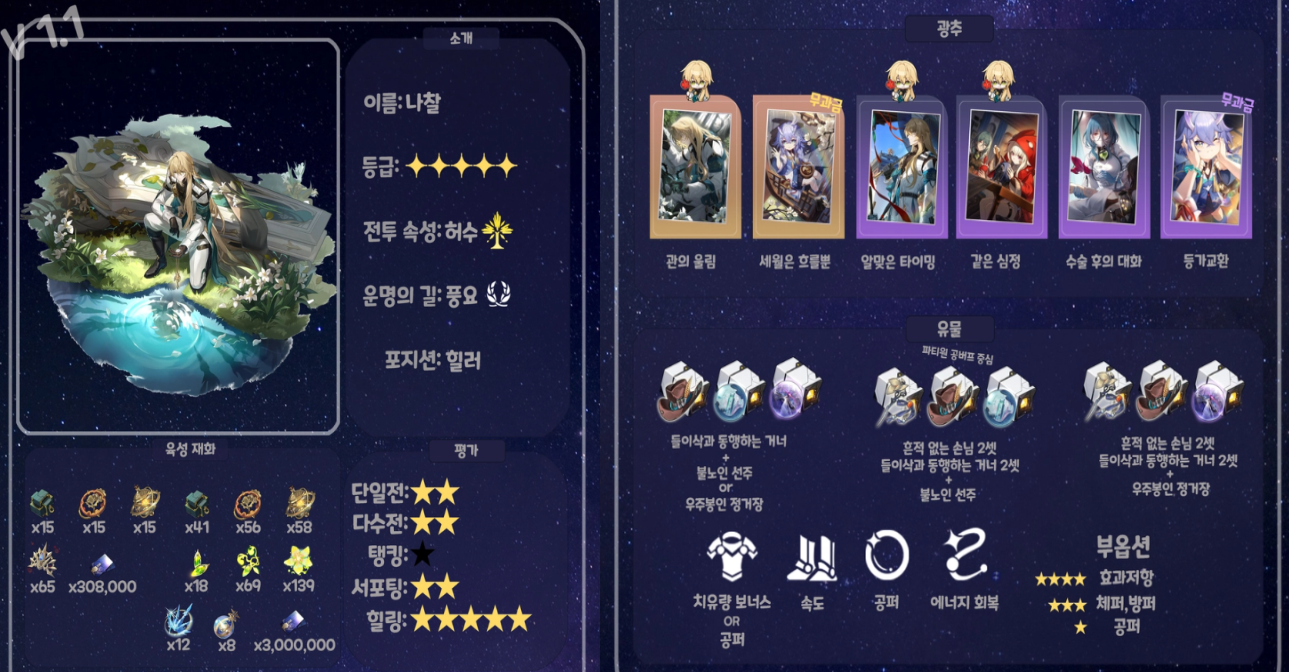 V 1.1
소개
이름:나찰
등급:
전투 속성:허수
운명의 길:풍요
포지션:힐러
육성 재화
x15
x15
x15
x41
x56
x58
x65
x308,000
x18
x69
x139
x12
x8
x3,000,000
평가
단일전:
다수전:
탱킹:
서포팅:
힐링:
광추
무과금
무과금
관의 울림
세월은 흐를뿐
알맞은 타이밍
같은 심정
수술 후의 대화
등가교환
유물
들이삭과 동행하는 거너
+
불노인 선주
or
우주봉인 정거장
파티원 공버프 중심
흔적 없는 손님 2셋
들이삭과 동행하는 거너 2셋
+
불노인 선주
흔적 없는 손님 2셋
들이삭과 동행하는 거너 2셋
+
우주봉인 정거장
치유량 보너스
OR
공퍼
속도
공퍼
에너지 회복
부옵션
효과저항
체퍼,방퍼
공퍼